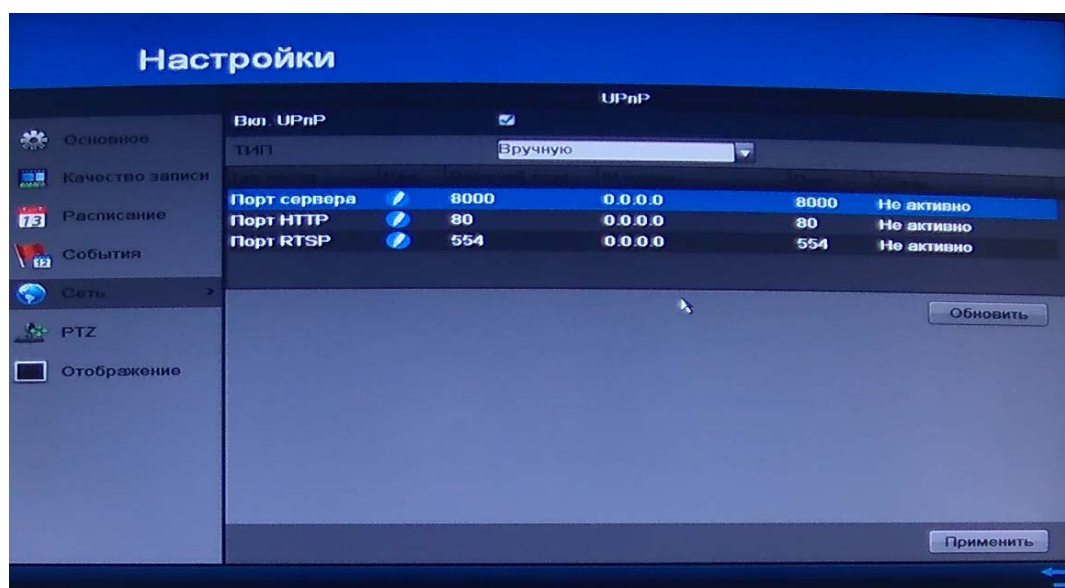 Настройки
UPnP
Вкл. UPnP
ТИП Вручную
Порт сервера 8000 0.0.0.0 8000 Не активно
Порт HTTP 80 0.0.0.0 80 Не активно
Порт RTSP 554 0.0.0.0 554 Не активно
Обновить
Применить
Основное
Качество записи
Расписание
События
Сеть
PTZ
Отображение